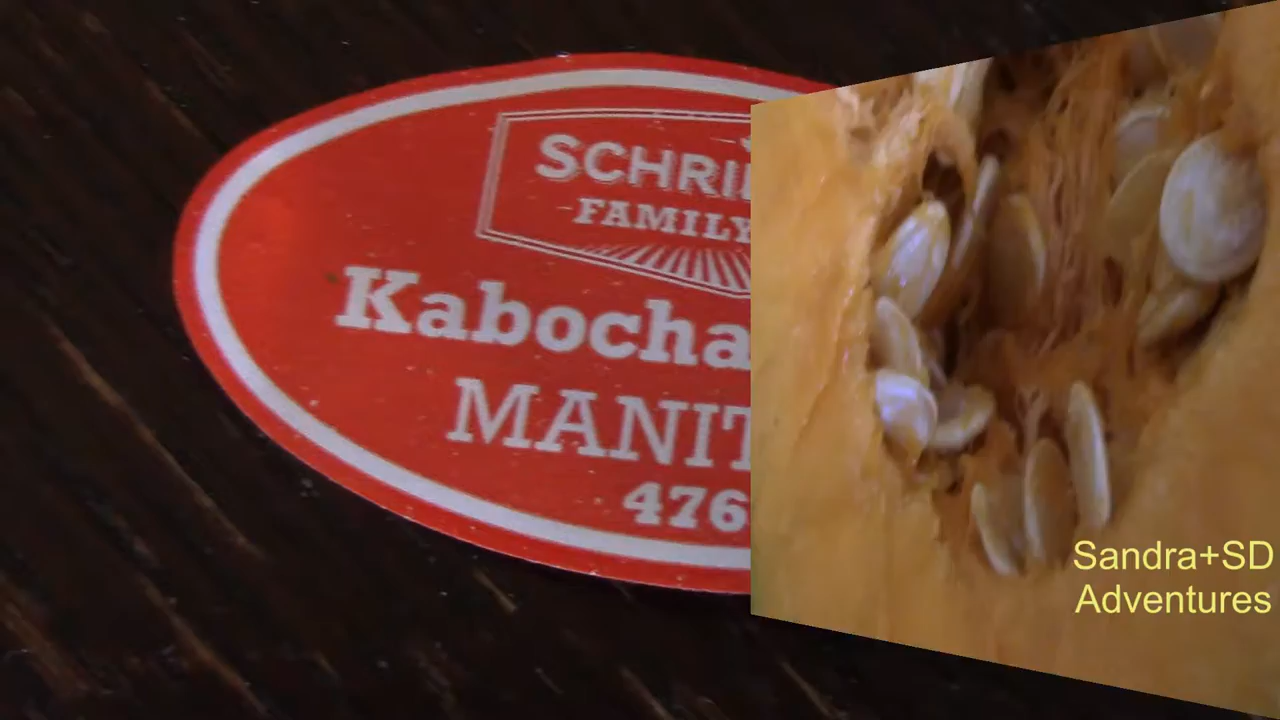 SCHRI
FAMILY
Kabocha
MANIT
476
Sandra+SD
Adventures